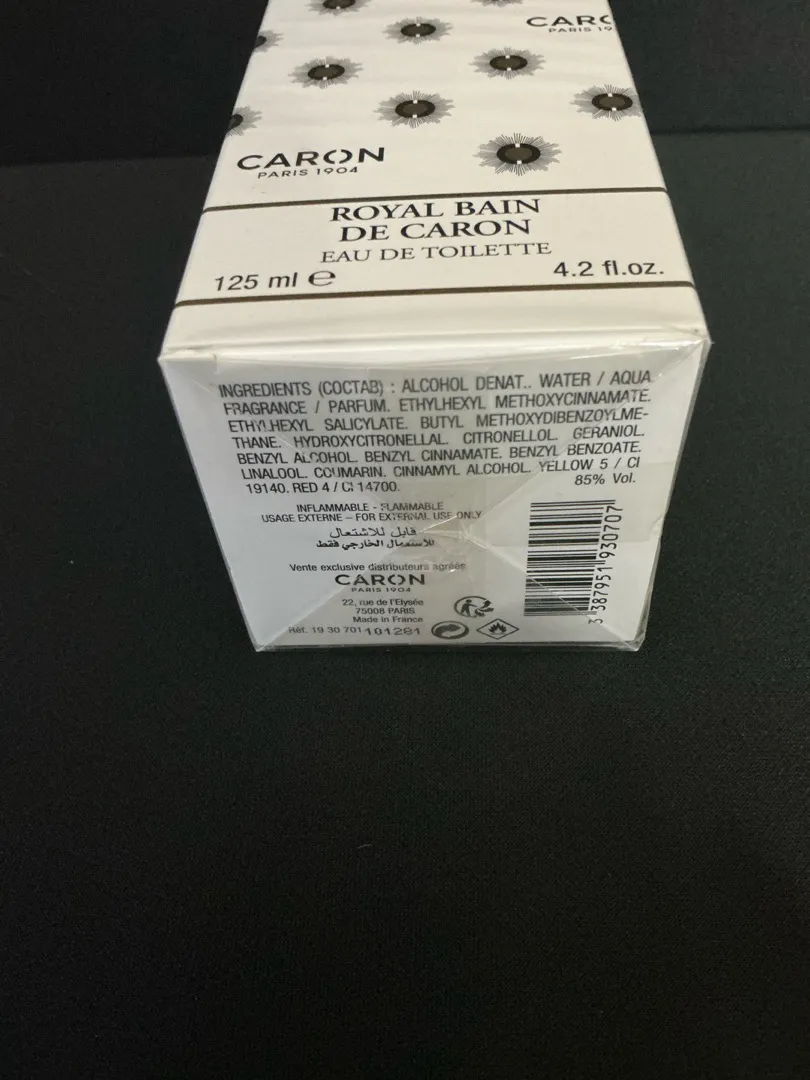 CARON
PARIS 19
CARON
PARIS 1904
ROYAL BAIN
DE CARON
EAU DE TOILETTE
125 ml ℮
4.2 fl.oz.
INGREDIENTS (COCTAB) : ALCOHOL DENAT.. WATER / AQUA
FRAGRANCE / PARFUM. ETHYLHEXYL METHOXYCINNAMATE.
ETHYLHEXYL SALICYLATE. BUTYL METHOXYDIBENZOYLME-
THANE. HYDROXYCITRONELLAL. CITRONELLOL. GERANIOL.
BENZYL ALCOHOL. BENZYL CINNAMATE. BENZYL BENZOATE.
LINALOOL. COUMARIN. CINNAMYL ALCOHOL. YELLOW 5 / CI
19140. RED 4 / CI 14700.
85% Vol.
INFLAMMABLE - FLAMMABLE
USAGE EXTERNE – FOR EXTERNAL USE ONLY
قابل للاشتعال
للاستعمال الخارجي فقط
Vente exclusive distributeurs agréés
CARON
PARIS 1904
22, rue de l'Elysée
75008 PARIS
Made in France
Réf. 19 30 701 101281
3 387951 930707